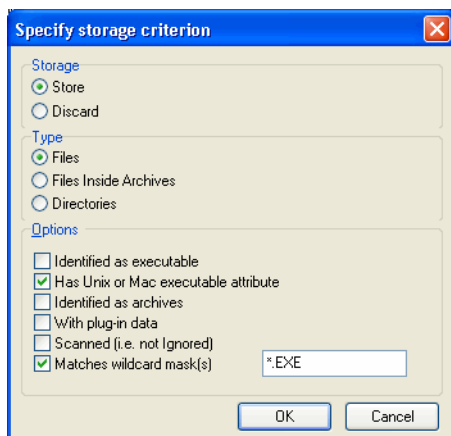 Specify storage criterion
Storage
Store
Discard
Type
Files
Files Inside Archives
Directories
Options
Identified as executable
Has Unix or Mac executable attribute
Identified as archives
With plug-in data
Scanned (i.e. not Ignored)
Matches wildcard mask(s) *.EXE
OK Cancel